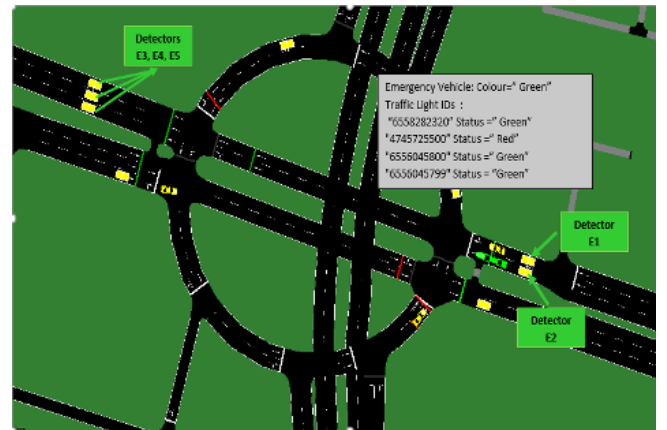 Detectors
E3, E4, E5
Emergency Vehicle: Colour=" Green"
Traffic Light IDs :
"6558282320" Status =" Green"
"4745725500" Status =" Red"
"6556045800" Status ="Green"
"6556045799" Status = "Green"
Detector
E1
Detector
E2